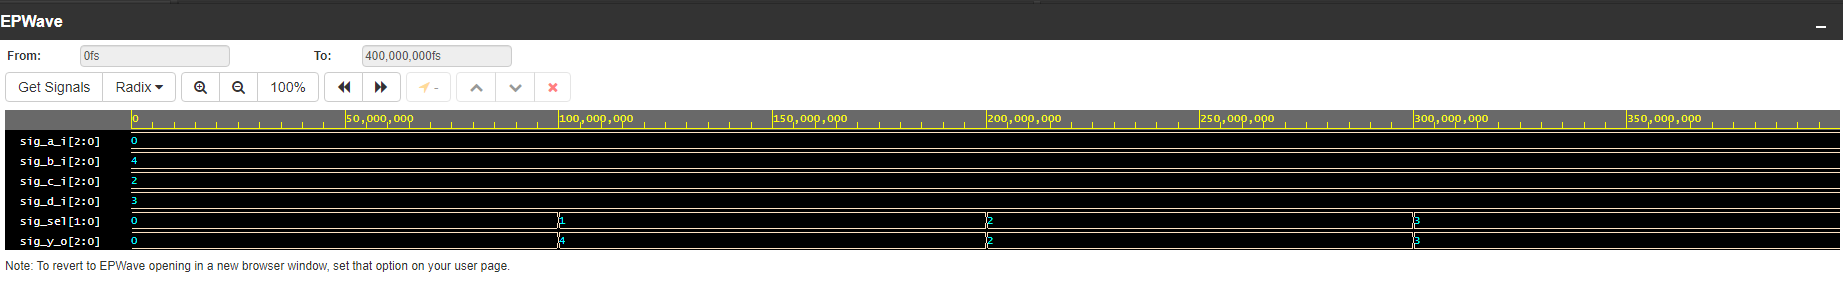 EPWave
From: 0fs To: 400,000,000fs
Get Signals Radix 100% -
0 50,000,000 100,000,000 150,000,000 200,000,000 250,000,000 300,000,000 350,000,000
sig_a_i[2:0] 0
sig_b_i[2:0] 4
sig_c_i[2:0] 2
sig_d_i[2:0] 3
sig_sel[1:0] 0 1 2 3
sig_y_o[2:0] 0 4 2 3
Note: To revert to EPWave opening in a new browser window, set that option on your user page.